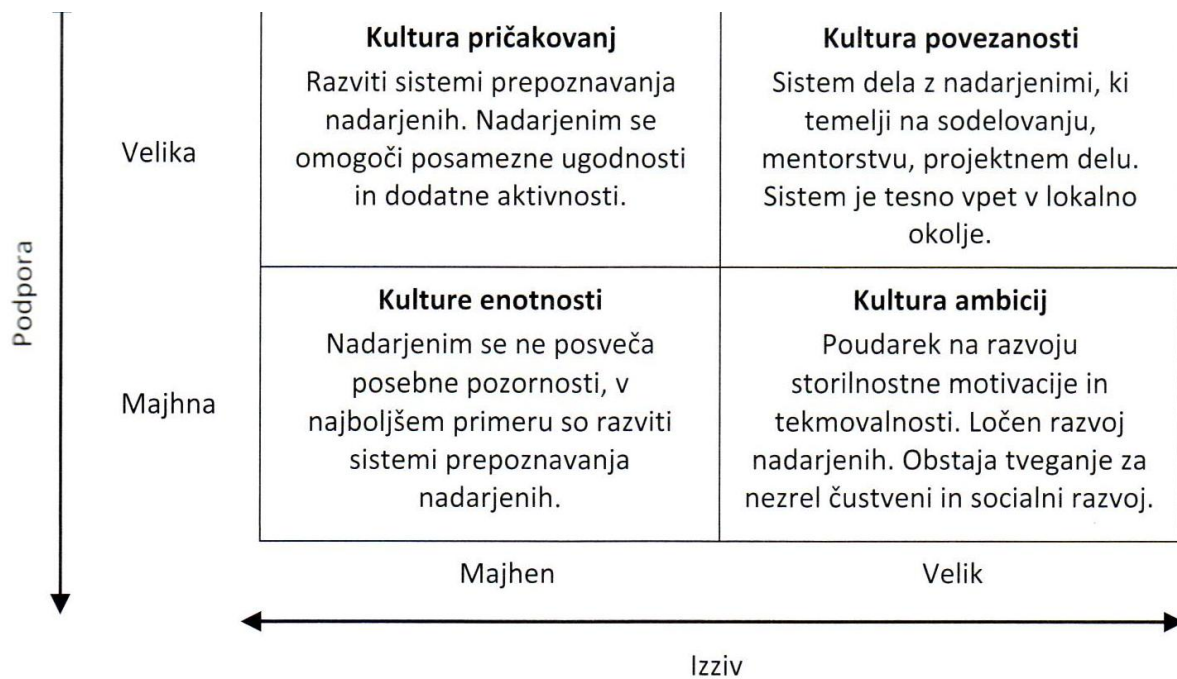 Kultura pričakovanj
Razviti sistemi prepoznavanja
nadarjenih. Nadarjenim se
omogoči posamezne ugodnosti
in dodatne aktivnosti.
Kultura povezanosti
Sistem dela z nadarjenimi, ki
temelji na sodelovanju,
mentorstvu, projektnem delu.
Sistem je tesno vpet v lokalno
okolje.
Velika
Podpora
Majhna
Kulture enotnosti
Nadarjenim se ne posveča
posebne pozornosti, v
najboljšem primeru so razviti
sistemi prepoznavanja
nadarjenih.
Kultura ambicij
Poudarek na razvoju
storilnostne motivacije in
tekmovalnosti. Ločen razvoj
nadarjenih. Obstaja tveganje za
nezrel čustveni in socialni razvoj.
Majhen
Velik
Izziv